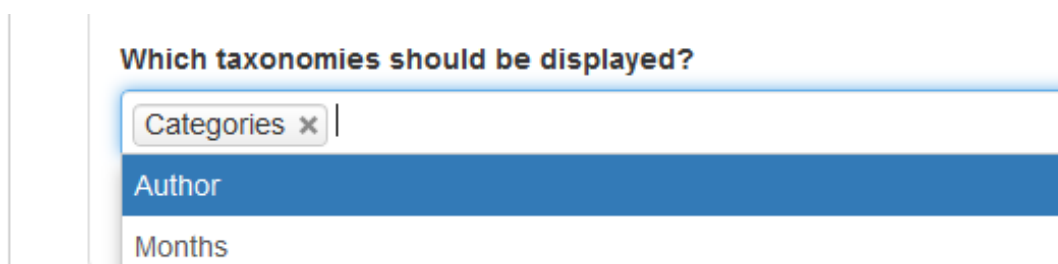 Which taxonomies should be displayed?
Categories ×
Author
Months